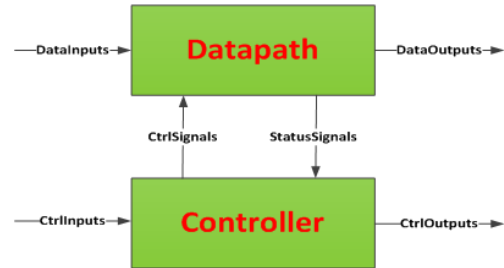 Datapath
DataInputs
DataOutputs
CtrlSignals
StatusSignals
Controller
CtrlInputs
CtrlOutputs